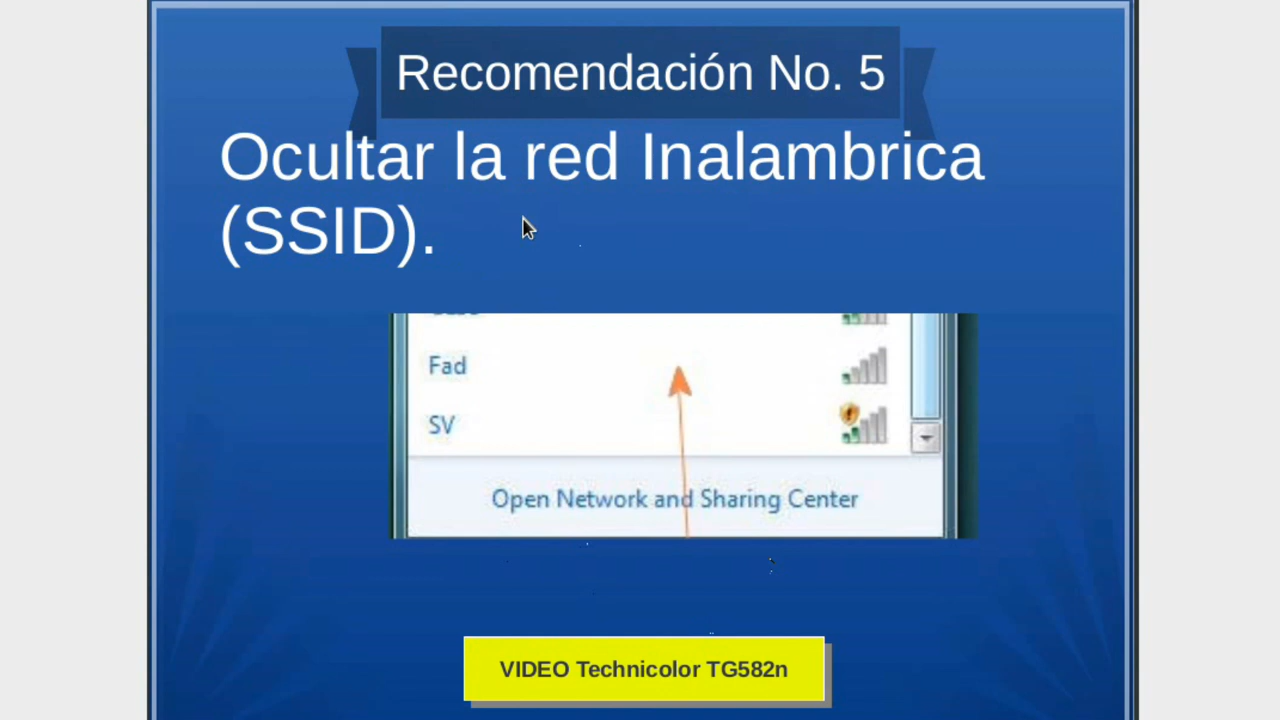 Recomendación No. 5
Ocultar la red Inalambrica
(SSID).
Fad
SV
Open Network and Sharing Center
VIDEO Technicolor TG582n